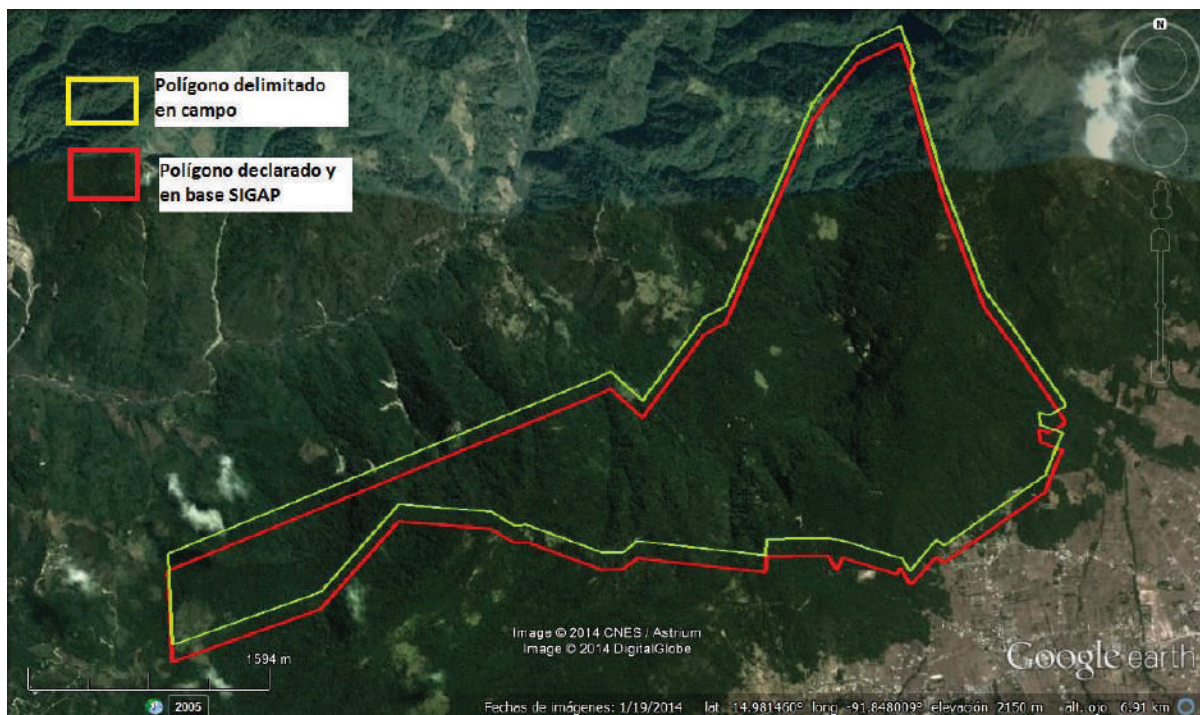 N
Polígono delimitado
en campo
Polígono declarado y
en base SIGAP
Image © 2014 CNES / Astrium
Image © 2014 DigitalGlobe
1594 m
Google earth
2005
Fechas de imágenes: 1/19/2014 lat 14.981460° long -91.848009° elevación 2150 m alt. ojo 6.91 km